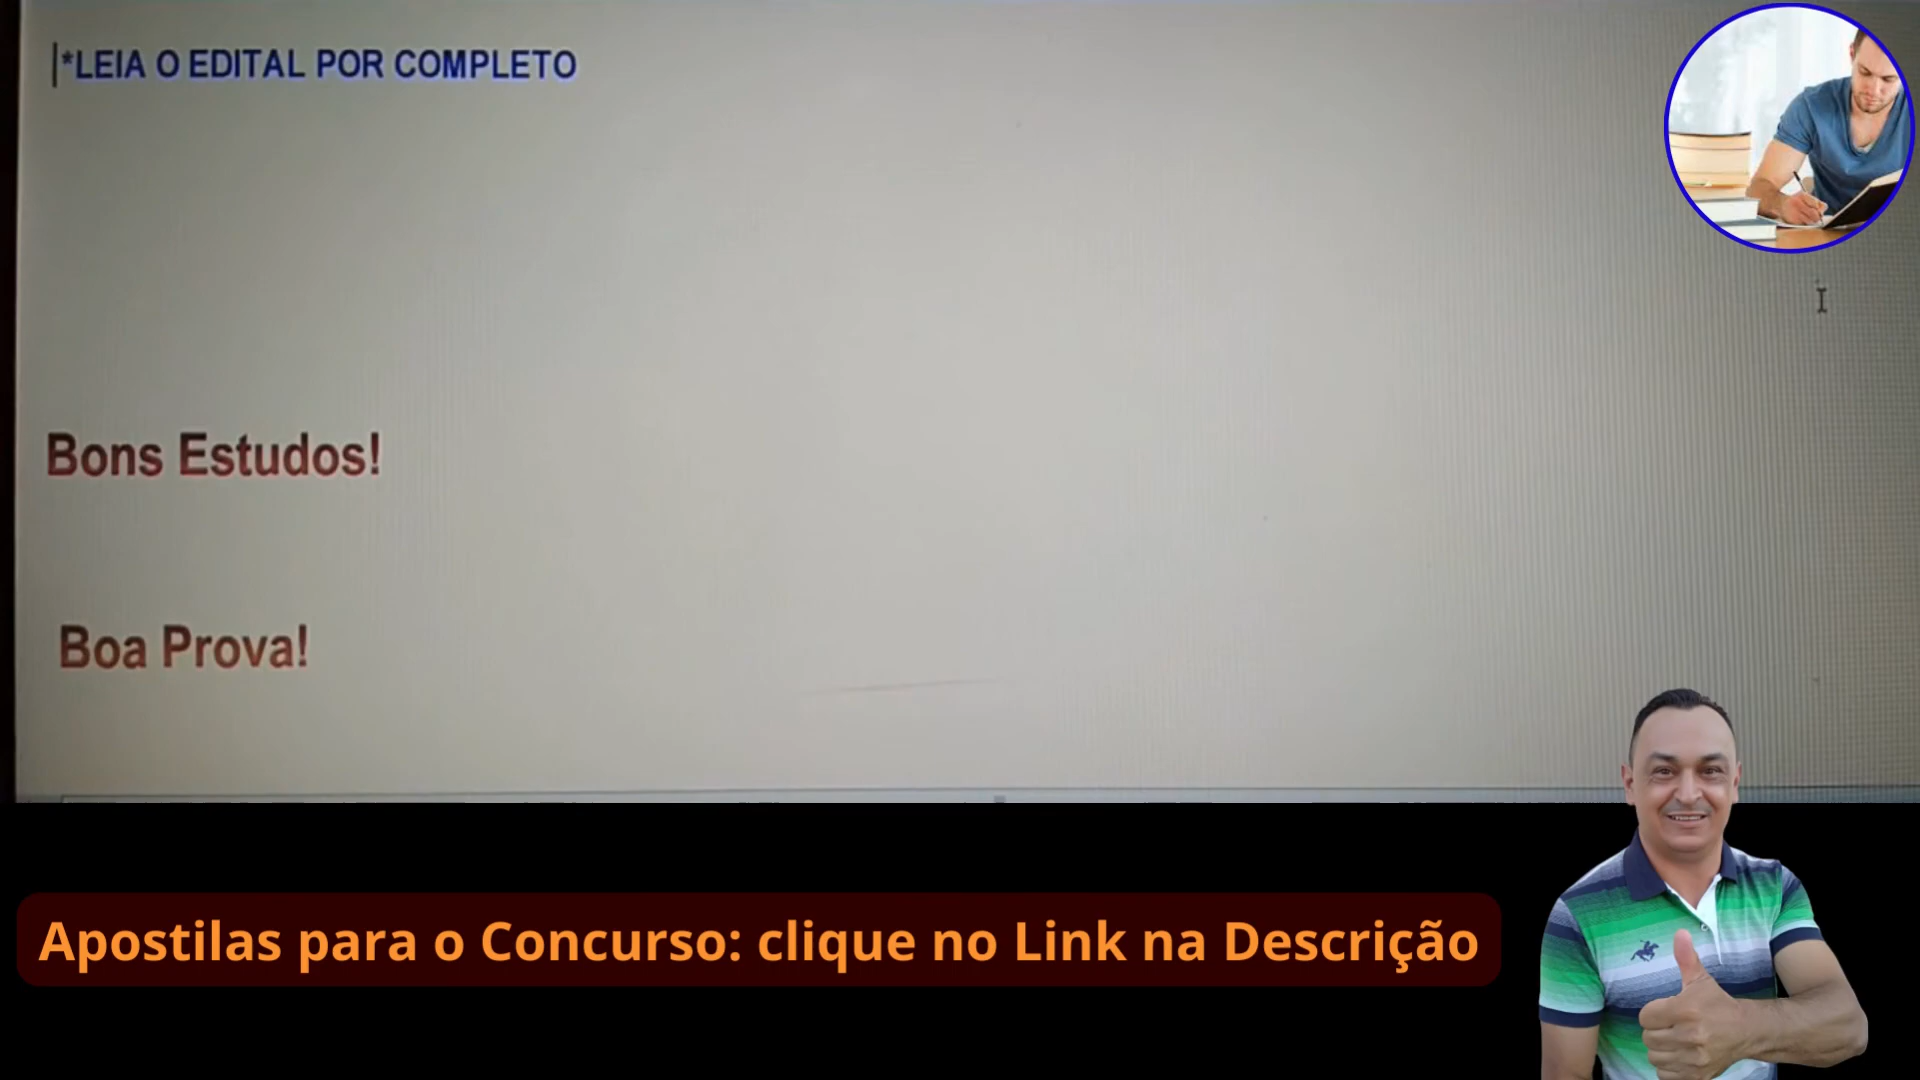 *LEIA O EDITAL POR COMPLETO
Bons Estudos!
Boa Prova!
Apostilas para o Concurso: clique no Link na Descrição